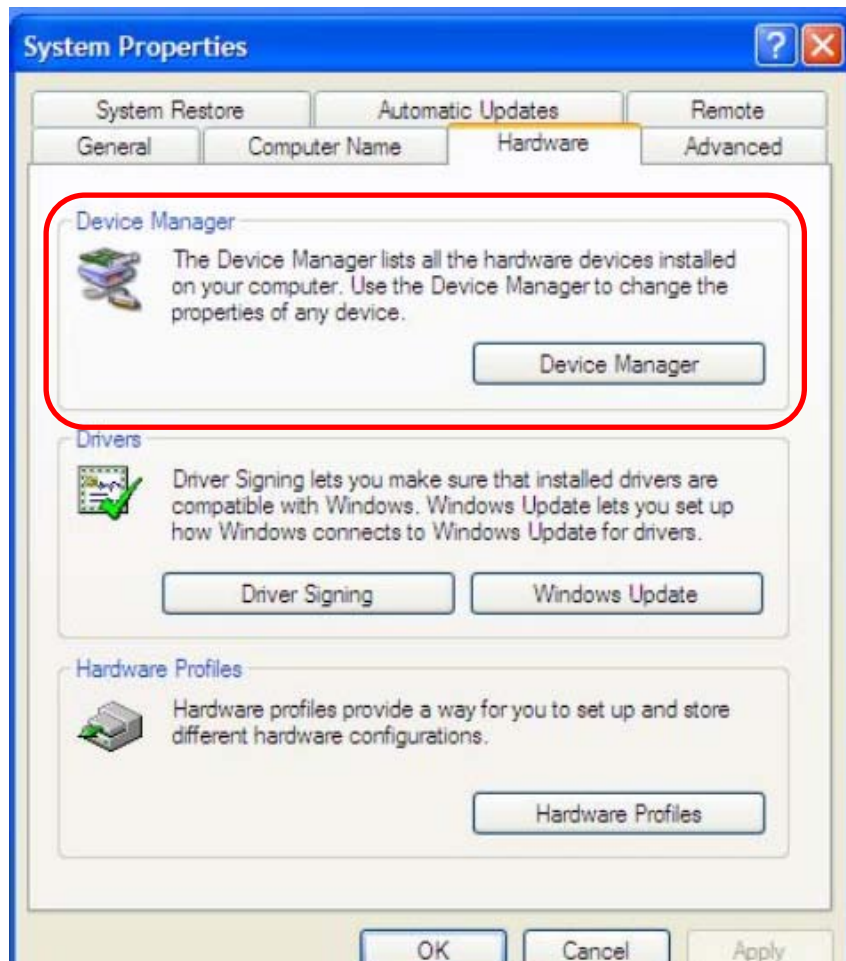 System Properties
System Restore Automatic Updates Remote
General Computer Name Hardware Advanced
Device Manager
The Device Manager lists all the hardware devices installed
on your computer. Use the Device Manager to change the
properties of any device.
Device Manager
Drivers
Driver Signing lets you make sure that installed drivers are
compatible with Windows. Windows Update lets you set up
how Windows connects to Windows Update for drivers.
Driver Signing Windows Update
Hardware Profiles
Hardware profiles provide a way for you to set up and store
different hardware configurations.
Hardware Profiles
OK Cancel Apply